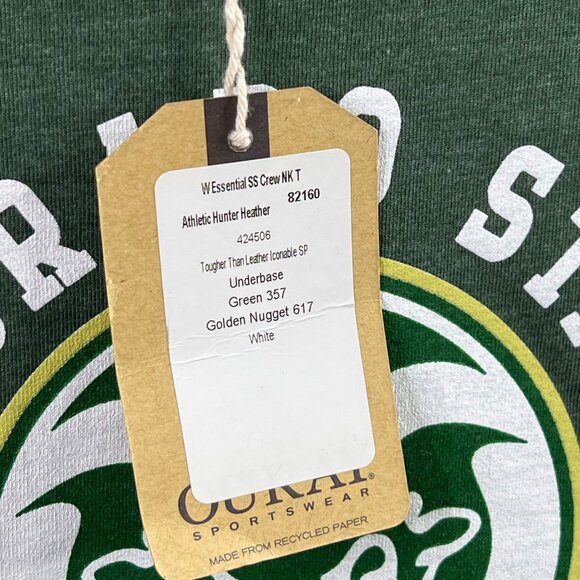 W Essential SS Crew NK T
Athletic Hunter Heather 82160
424506
Tougher Than Leather Iconable SP
Underbase
Green 357
Golden Nugget 617
White
SPORTSWEAR
MADE FROM RECYCLED PAPER